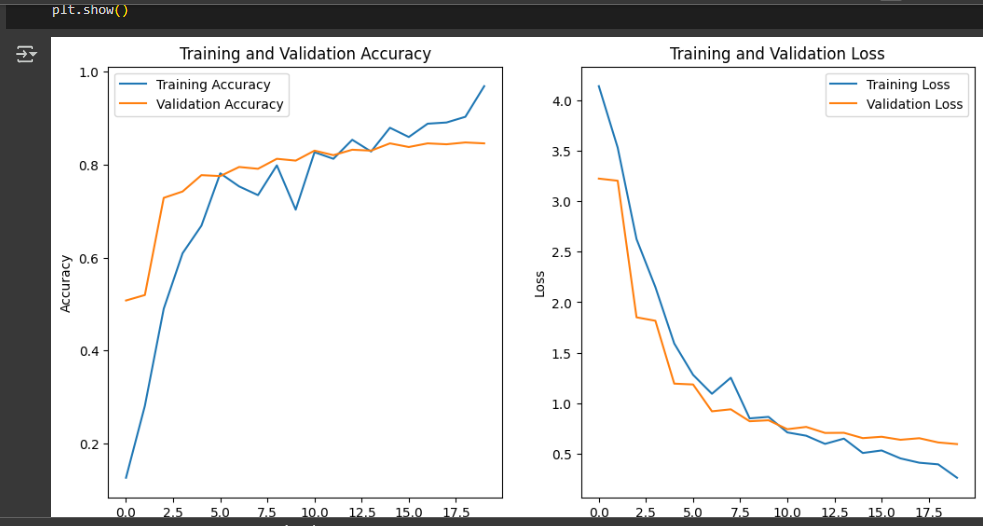 plt.show()
Training and Validation Accuracy
Training Accuracy
Validation Accuracy
Accuracy
1.0
0.8
0.6
0.4
0.2
0.0 2.5 5.0 7.5 10.0 12.5 15.0 17.5
Training and Validation Loss
Training Loss
Validation Loss
Loss
4.0
3.5
3.0
2.5
2.0
1.5
1.0
0.5
0.0 2.5 5.0 7.5 10.0 12.5 15.0 17.5